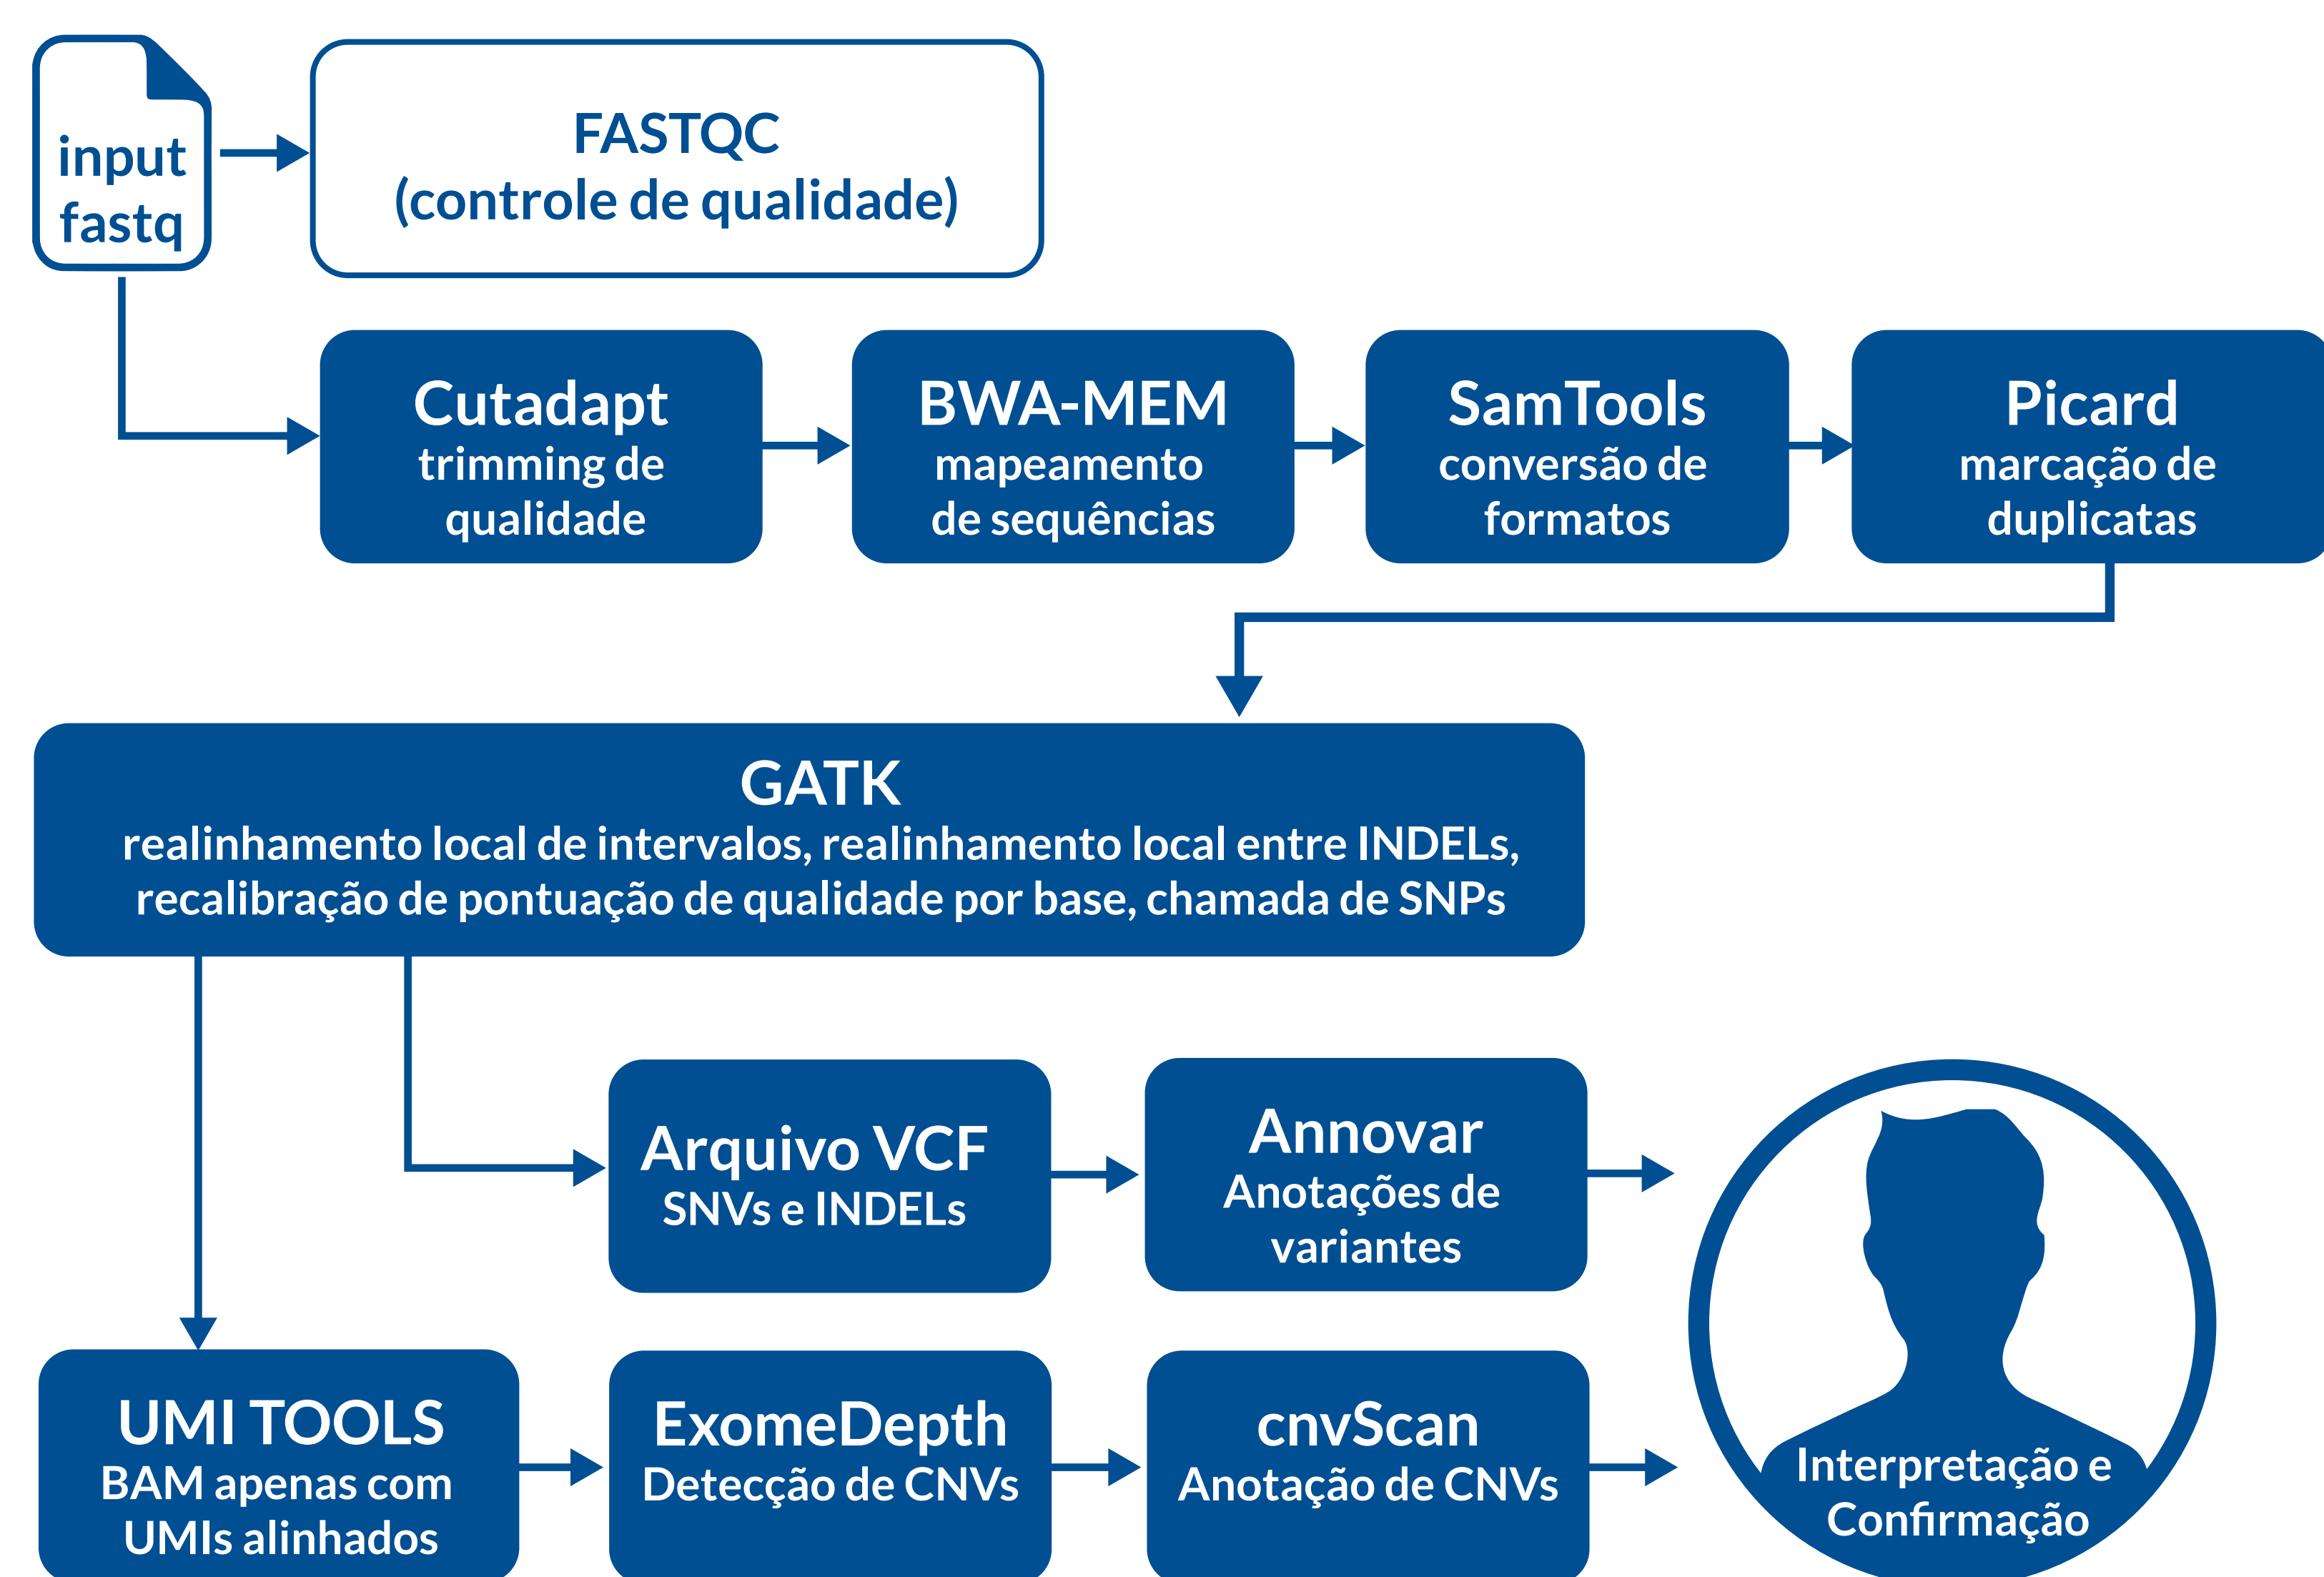 input
fastq
FASTQC
(controle de qualidade)
Cutadapt
trimming de
qualidade
BWA-MEM
mapeamento
de sequências
SamTools
conversão de
formatos
Picard
marcação de
duplicatas
GATK
realinhamento local de intervalos, realinhamento local entre INDELs,
recalibração de pontuação de qualidade por base, chamada de SNPs
Arquivo VCF
SNVs e INDELs
Annovar
Anotações de
variantes
UMI TOOLS
BAM apenas com
UMIs alinhados
ExomeDepth
Detecção de CNVs
cnvScan
Anotação de CNVs
Interpretação e
Confirmação